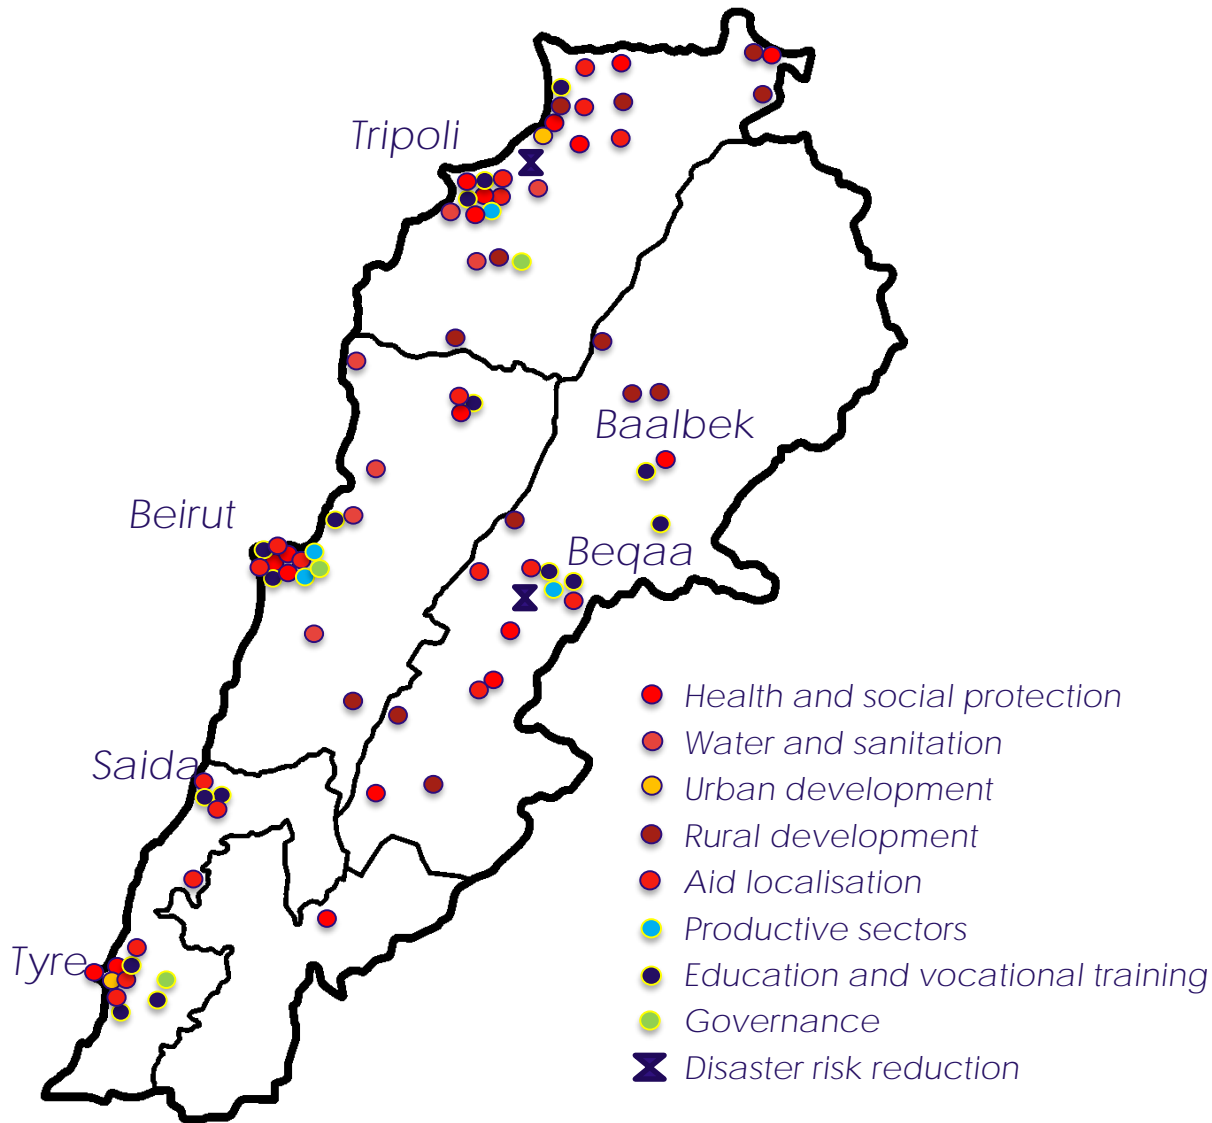 Tripoli
Baalbek
Beirut
Beqaa
Saida
Tyre
Health and social protection
Water and sanitation
Urban development
Rural development
Aid localisation
Productive sectors
Education and vocational training
Governance
Disaster risk reduction